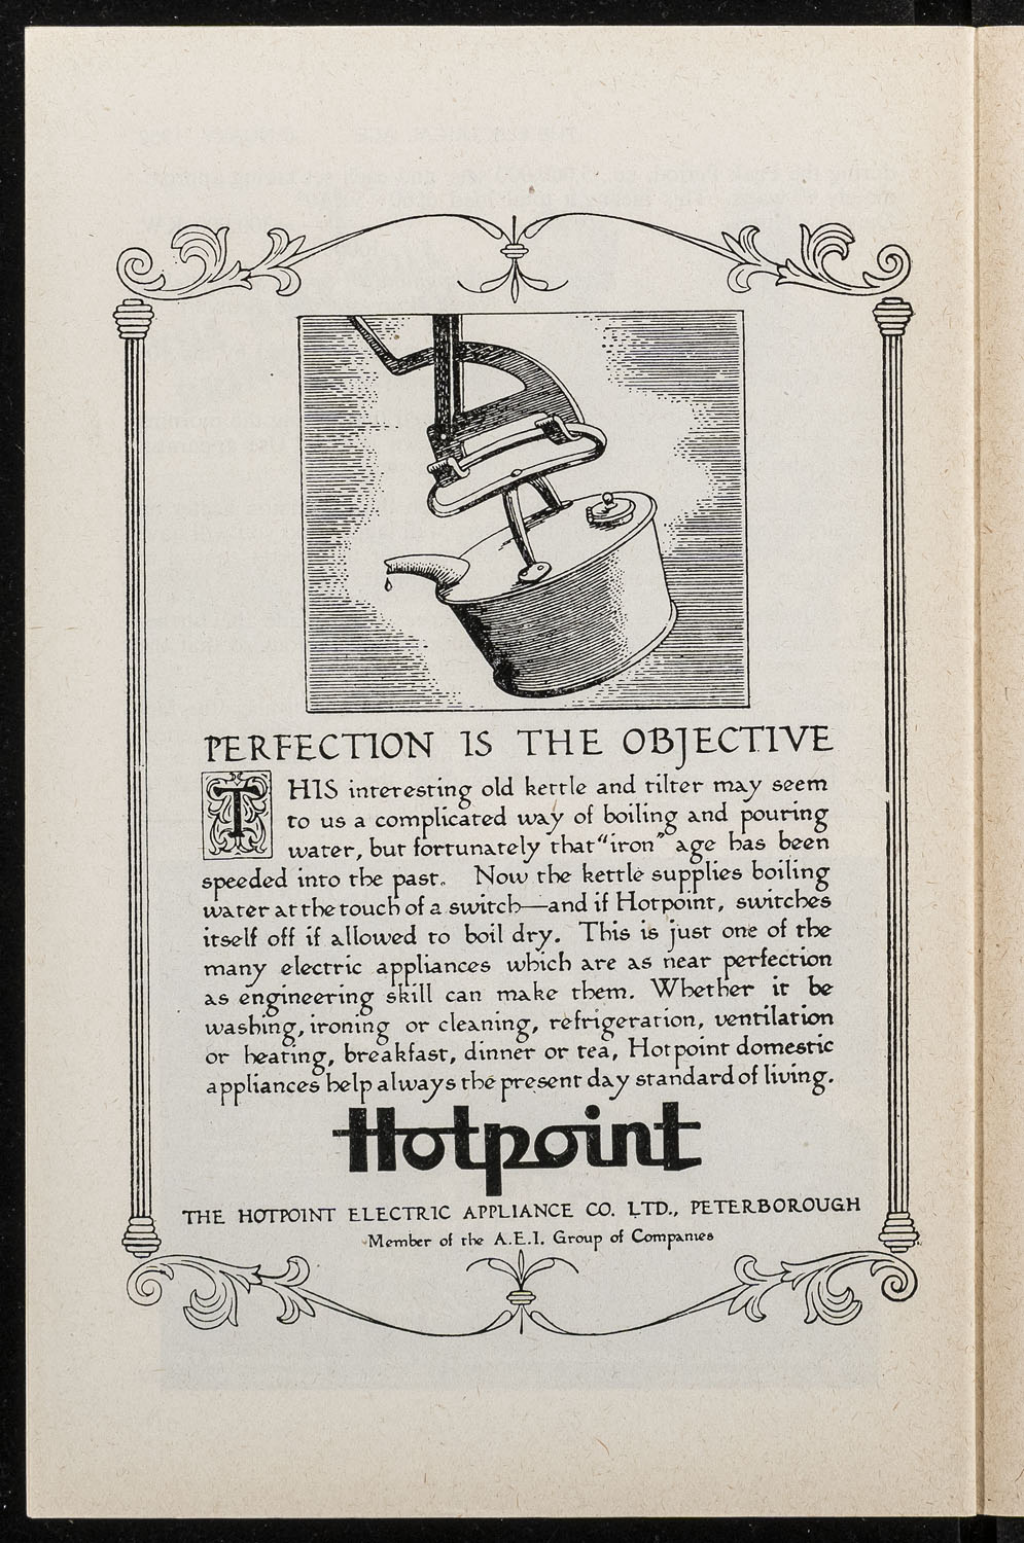 PERFECTION IS THE OBJECTIVE
THIS interesting old kettle and tilter may seem
to us a complicated way of boiling and pouring
water, but fortunately that "iron" age has been
speeded into the past. Now the kettle supplies boiling
water at the touch of a switch—and if Hotpoint, switches
itself off if allowed to boil dry. This is just one of the
many electric appliances which are as near perfection
as engineering skill can make them. Whether it be
washing, ironing or cleaning, refrigeration, ventilation
or heating, breakfast, dinner or tea, Hotpoint domestic
appliances help always the present day standard of living.
Hotpoint
THE HOTPOINT ELECTRIC APPLIANCE CO. LTD., PETERBOROUGH
Member of the A.E.I. Group of Companies